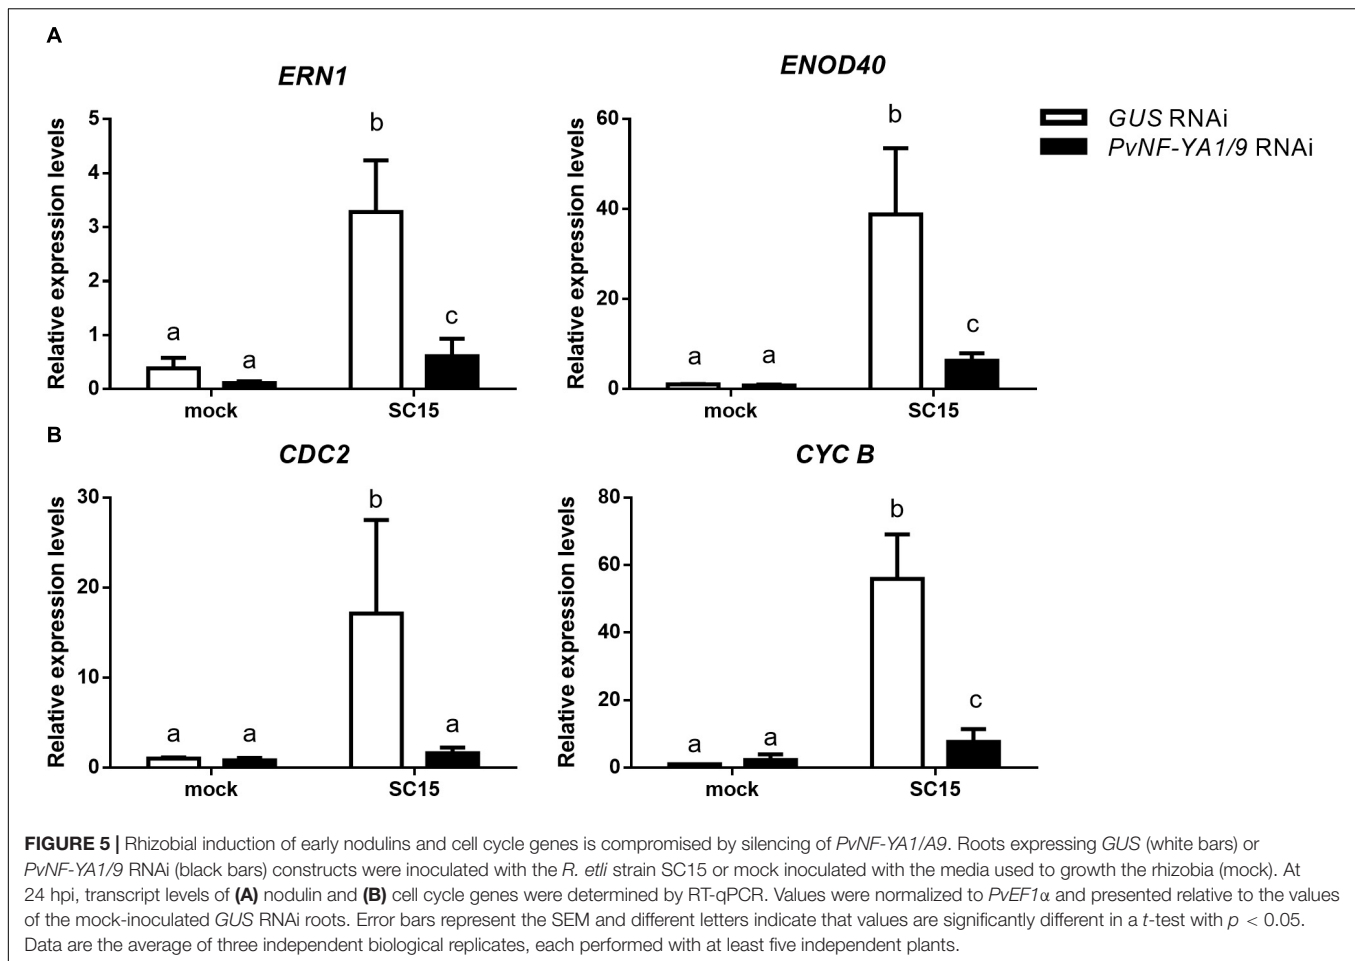 A
ERN1
5
4
3
2
1
0
Relative expression levels
a
a
b
c
mock
SC15
ENOD40
60
40
20
0
Relative expression levels
a
a
b
c
mock
SC15
GUS RNAi
PvNF-YA1/9 RNAi
B
CDC2
30
20
10
0
Relative expression levels
a
a
b
a
mock
SC15
CYC B
80
60
40
20
0
Relative expression levels
a
a
b
c
mock
SC15
FIGURE 5 | Rhizobial induction of early nodulins and cell cycle genes is compromised by silencing of PvNF-YA1/A9. Roots expressing GUS (white bars) or
PvNF-YA1/9 RNAi (black bars) constructs were inoculated with the R. etli strain SC15 or mock inoculated with the media used to growth the rhizobia (mock). At
24 hpi, transcript levels of (A) nodulin and (B) cell cycle genes were determined by RT-qPCR. Values were normalized to PvEF1α and presented relative to the values
of the mock-inoculated GUS RNAi roots. Error bars represent the SEM and different letters indicate that values are significantly different in a t-test with p < 0.05.
Data are the average of three independent biological replicates, each performed with at least five independent plants.